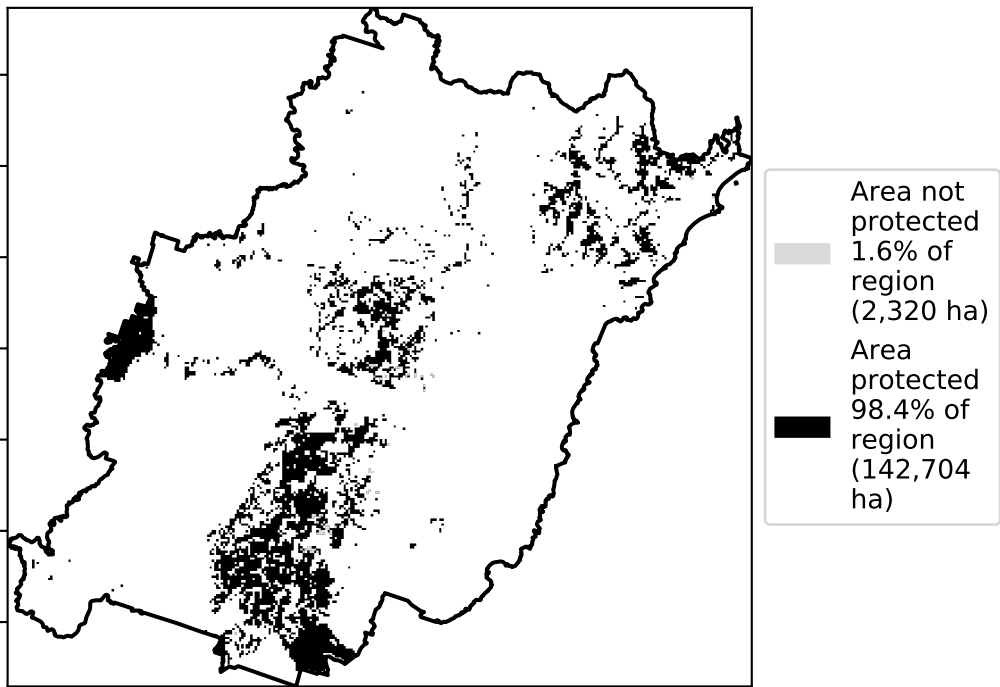 Area not
protected
1.6% of
region
(2,320 ha)
Area
protected
98.4% of
region
(142,704
ha)